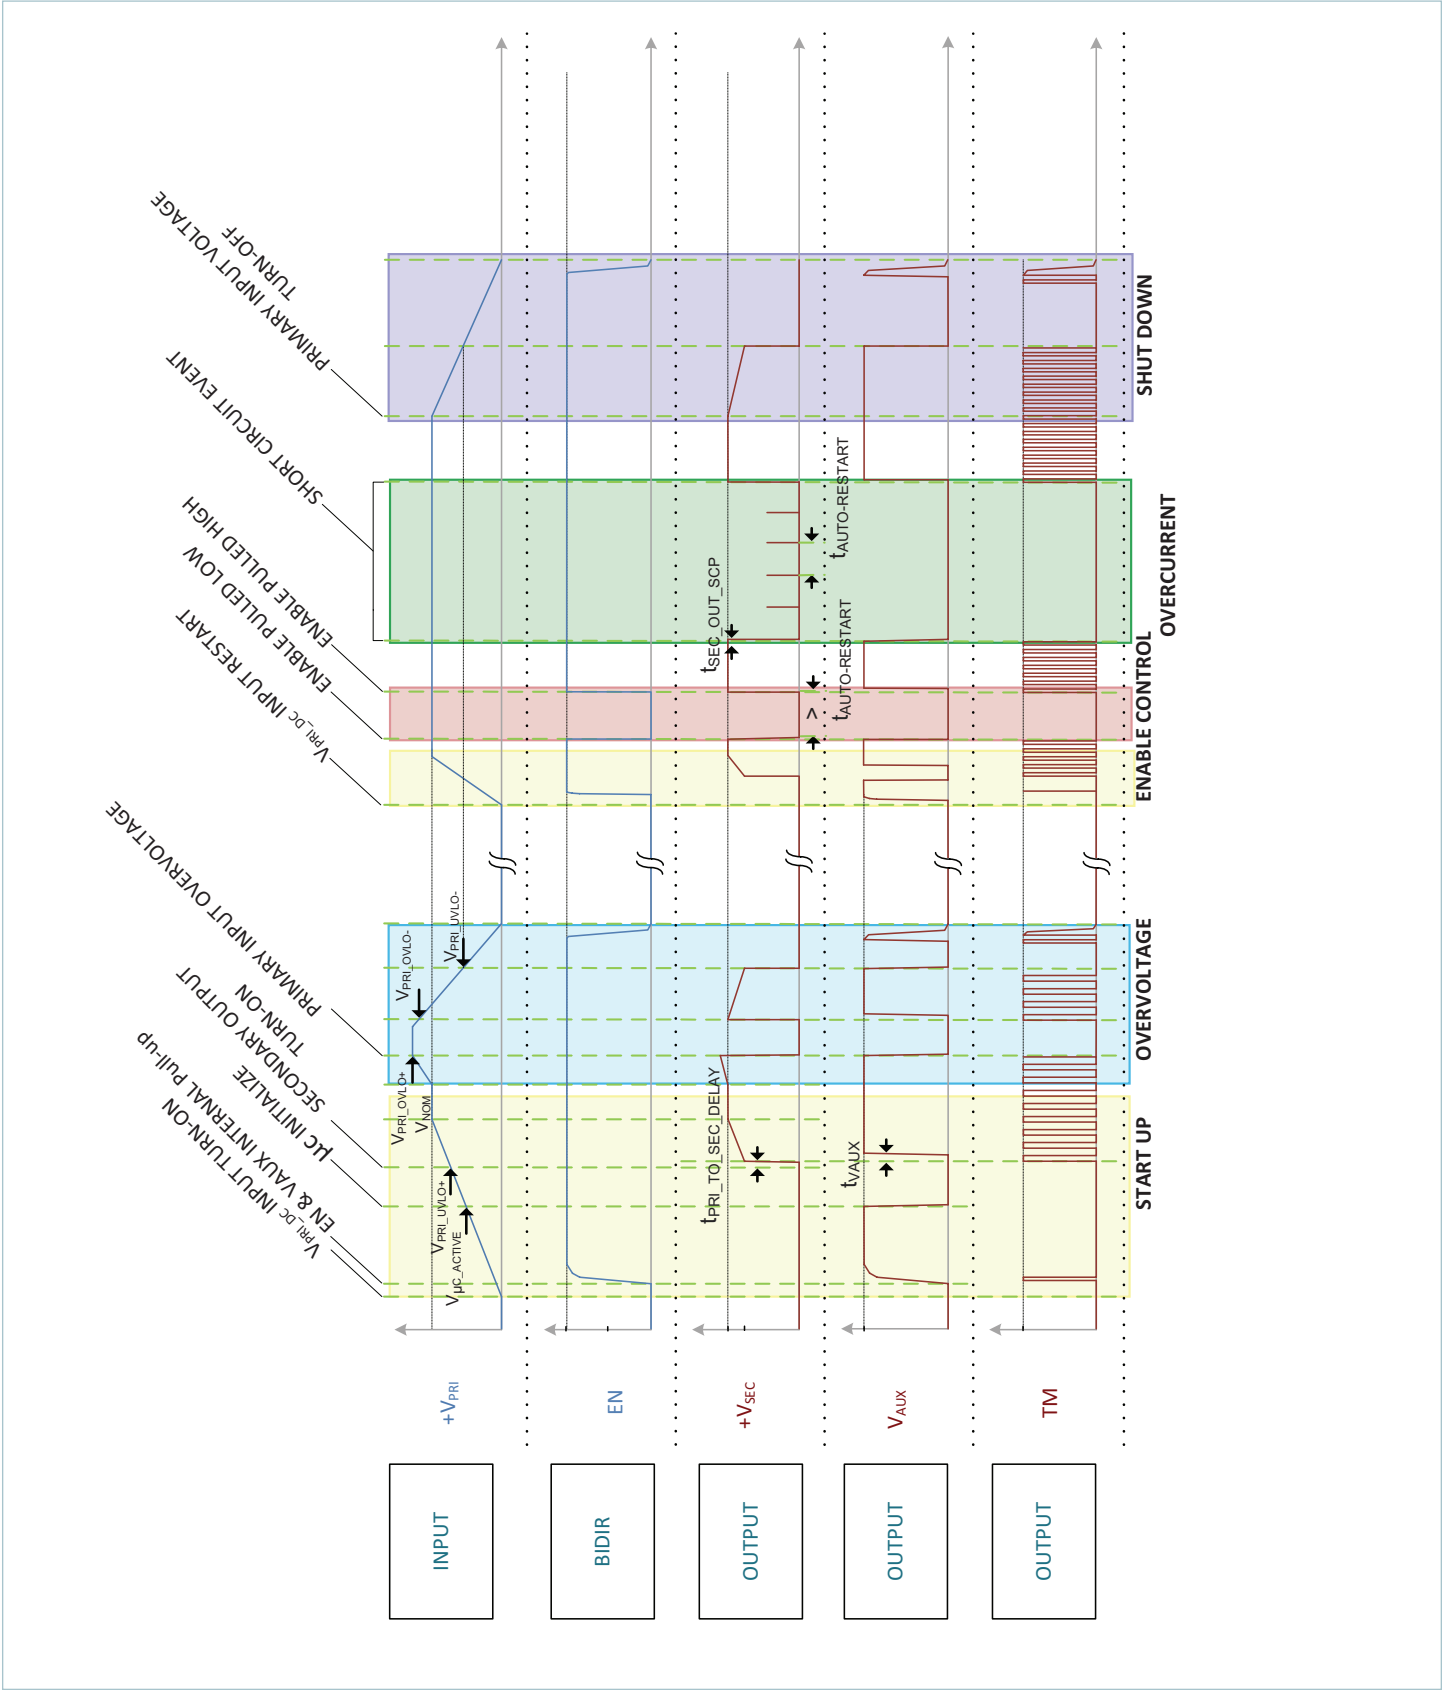 V_PRI_DC INPUT TURN-ON
EN & VAUX INTERNAL Pull-up
µC INITIALIZE
SECONDARY OUTPUT
TURN-ON
PRIMARY INPUT OVERVOLTAGE
V_PRI_DC INPUT RESTART
ENABLE PULLED LOW
ENABLE PULLED HIGH
SHORT CIRCUIT EVENT
PRIMARY INPUT VOLTAGE
TURN-OFF
INPUT
+V_PRI
V_µC_ACTIVE
V_PRI_UVLO+
V_PRI_OVLO+
V_NOM
V_PRI_OVLO-
V_PRI_UVLO-
BIDIR
EN
OUTPUT
+V_SEC
t_PRI_TO_SEC_DELAY
t_SEC_OUT_SCP
>
t_AUTO-RESTART
t_AUTO-RESTART
OUTPUT
V_AUX
t_VAUX
OUTPUT
TM
START UP
OVERVOLTAGE
ENABLE CONTROL
OVERCURRENT
SHUT DOWN